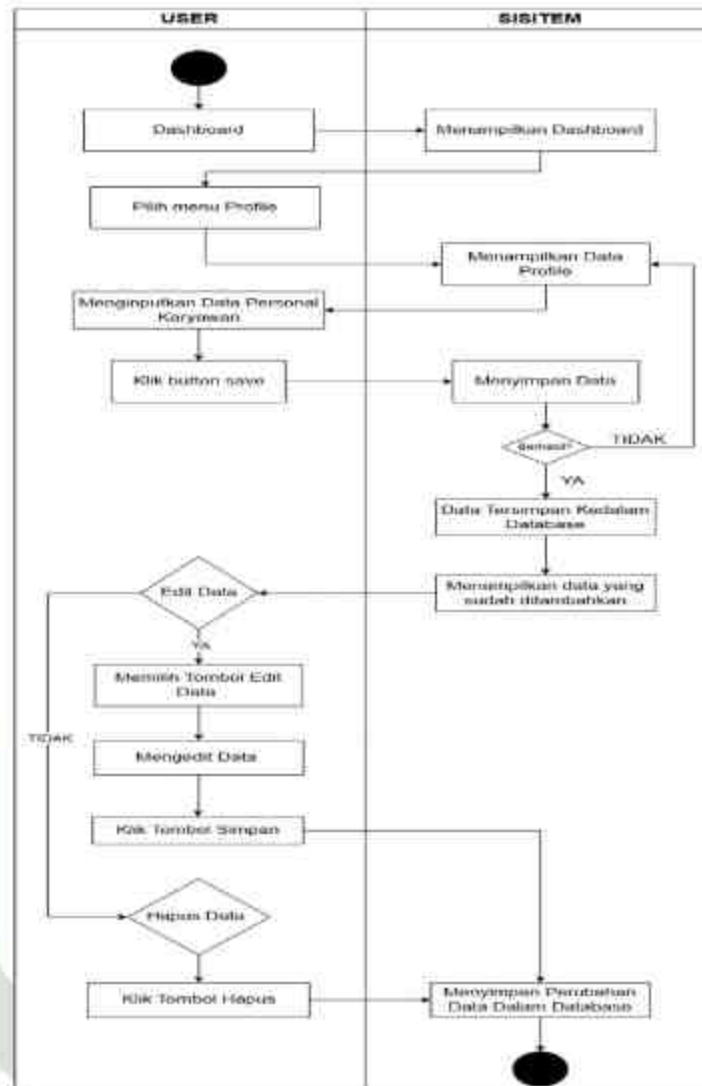 USER
SISITEM
Dashboard
Menampilkan Dashboard
Pilih menu Profile
Menampilkan Data
Profile
Menginputkan Data Personal
Karyawan
Klik button save
Menyimpan Data
Berhasil?
TIDAK
YA
Data Tersimpan Kedalam
Database
Menampilkan data yang
sudah ditambahkan
Edit Data
YA
Memilih Tombol Edit
Data
TIDAK
Mengedit Data
Klik Tombol Simpan
Hapus Data
Klik Tombol Hapus
Menyimpan Perubahan
Data Dalam Database